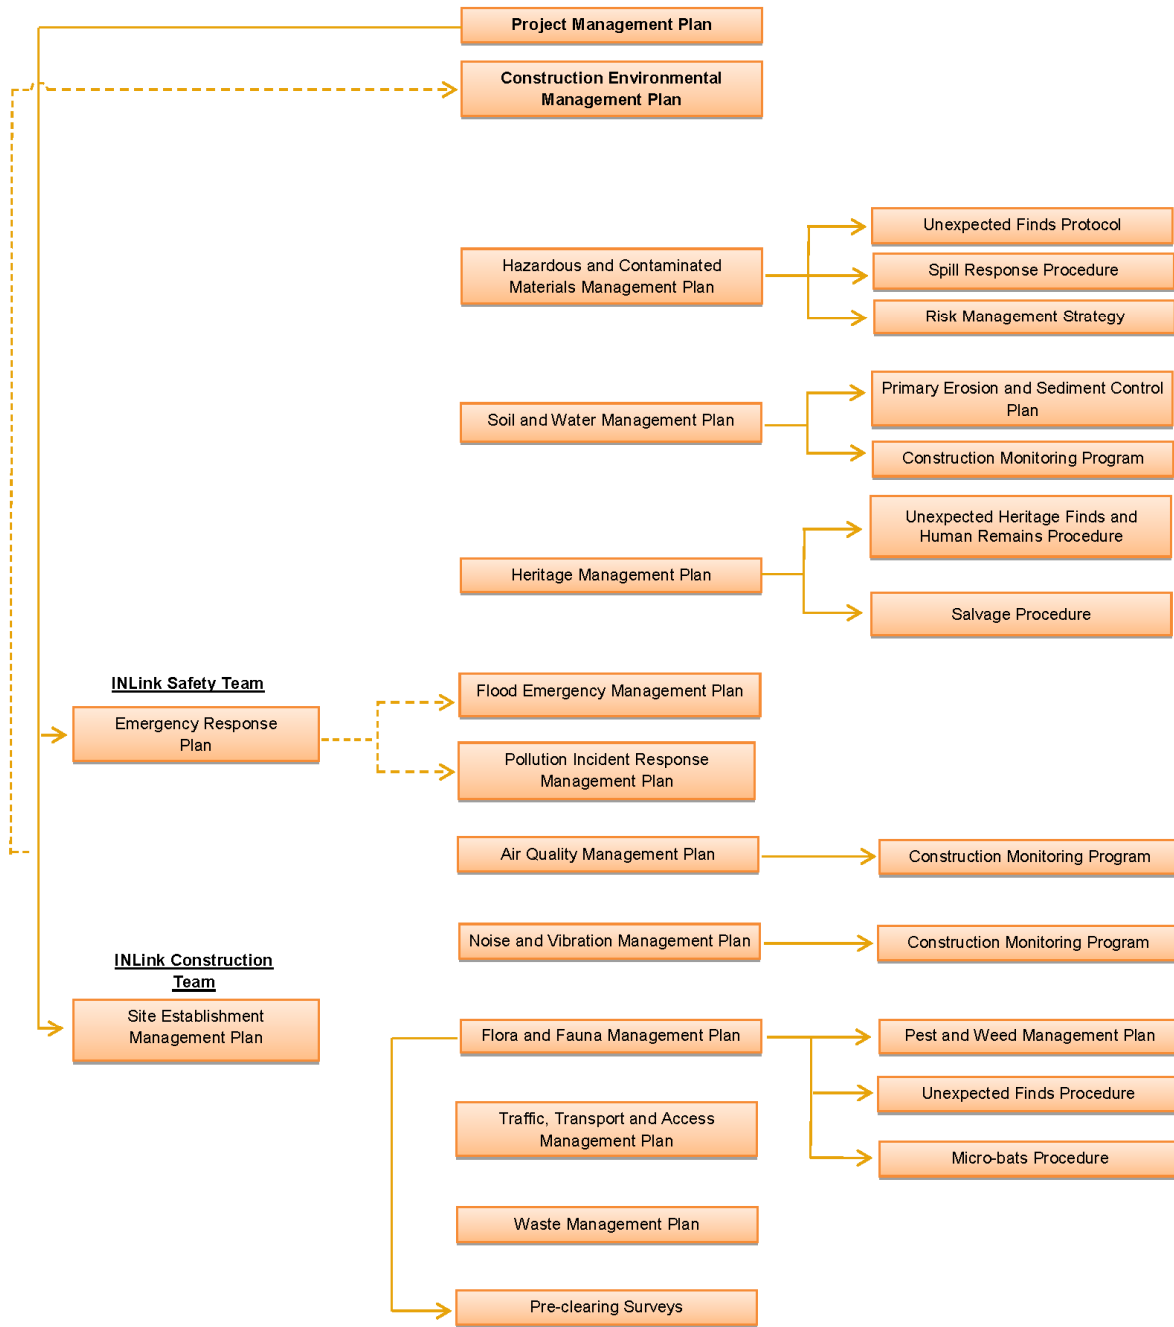 Project Management Plan
Construction Environmental
Management Plan
Unexpected Finds Protocol
Hazardous and Contaminated
Materials Management Plan
Spill Response Procedure
Risk Management Strategy
Primary Erosion and Sediment Control
Plan
Soil and Water Management Plan
Construction Monitoring Program
Unexpected Heritage Finds and
Human Remains Procedure
Heritage Management Plan
Salvage Procedure
INLink Safety Team
Emergency Response
Plan
Flood Emergency Management Plan
Pollution Incident Response
Management Plan
Air Quality Management Plan
Construction Monitoring Program
Noise and Vibration Management Plan
Construction Monitoring Program
INLink Construction
Team
Site Establishment
Management Plan
Flora and Fauna Management Plan
Pest and Weed Management Plan
Unexpected Finds Procedure
Micro-bats Procedure
Traffic, Transport and Access
Management Plan
Waste Management Plan
Pre-clearing Surveys